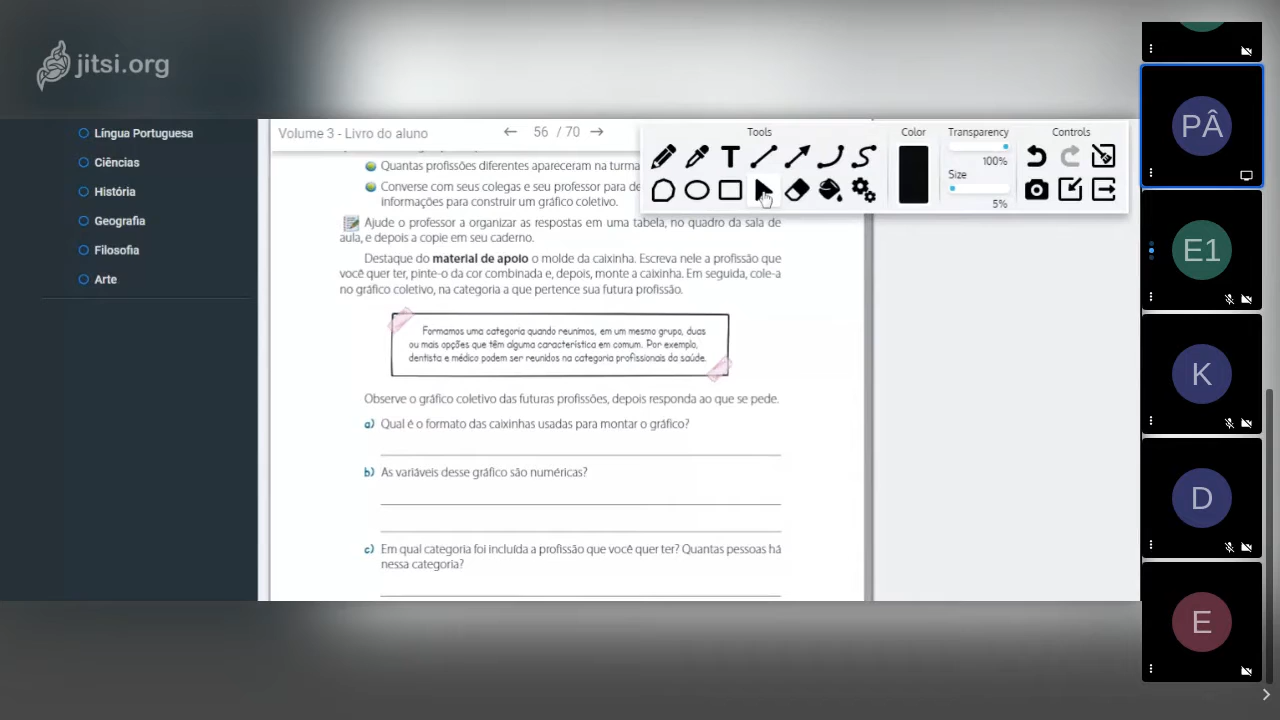 jitsi.org
Língua Portuguesa
Ciências
História
Geografia
Filosofia
Arte
Volume 3 - Livro do aluno
56 / 70
Quantas profissões diferentes apareceram na turma
Converse com seus colegas e seu professor para de
informações para construir um gráfico coletivo.
Ajude o professor a organizar as respostas em uma tabela, no quadro da sala de
aula, e depois a copie em seu caderno.
Destaque do material de apoio o molde da caixinha. Escreva nele a profissão que
você quer ter, pinte-o da cor combinada e, depois, monte a caixinha. Em seguida, cole-a
no gráfico coletivo, na categoria a que pertence sua futura profissão.
Formamos uma categoria quando reunimos, em um mesmo grupo, duas
ou mais opções que têm alguma característica em comum. Por exemplo,
dentista e médico podem ser reunidos na categoria profissionais da saúde.
Observe o gráfico coletivo das futuras profissões, depois responda ao que se pede.
a) Qual é o formato das caixinhas usadas para montar o gráfico?
b) As variáveis desse gráfico são numéricas?
c) Em qual categoria foi incluída a profissão que você quer ter? Quantas pessoas há
nessa categoria?
Tools
Color
Transparency
100%
Size
5%
Controls
PÂ
E1
K
D
E